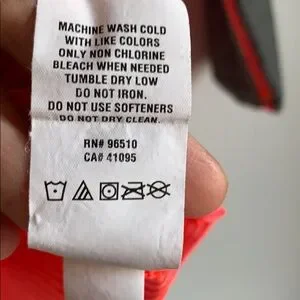 MACHINE WASH COLD
WITH LIKE COLORS
ONLY NON CHLORINE
BLEACH WHEN NEEDED
TUMBLE DRY LOW
DO NOT IRON.
DO NOT USE SOFTENERS
DO NOT DRY CLEAN.
RN# 96510
CA# 41095